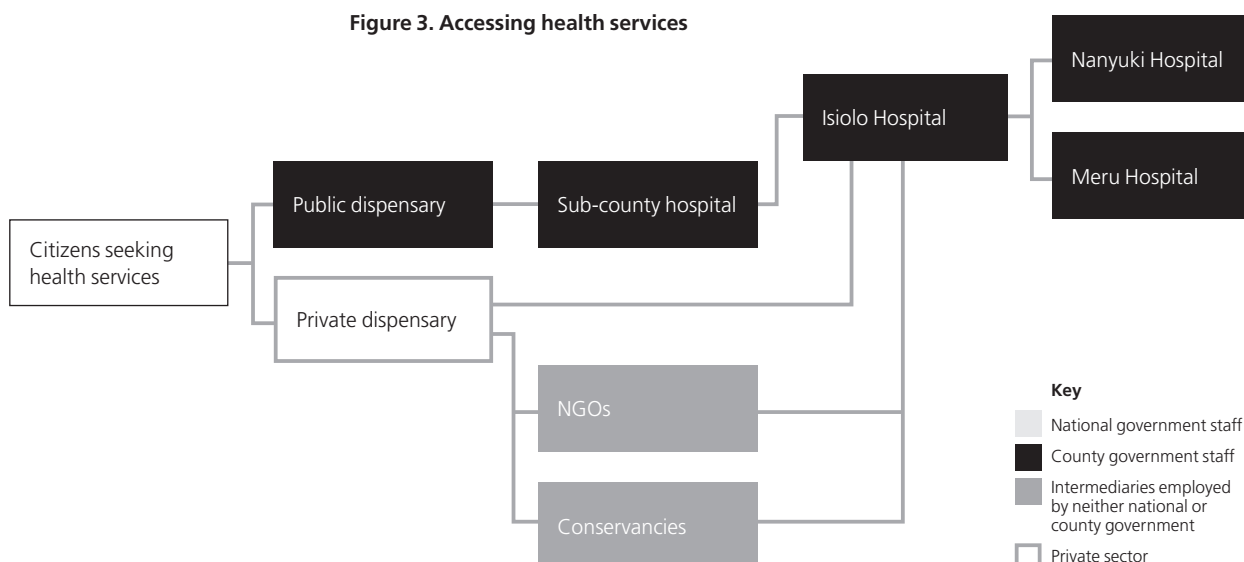 Figure 3. Accessing health services
Nanyuki Hospital
Isiolo Hospital
Meru Hospital
Public dispensary
Sub-county hospital
Citizens seeking
health services
Private dispensary
NGOs
Conservancies
Key
National government staff
County government staff
Intermediaries employed
by neither national or
county government
Private sector